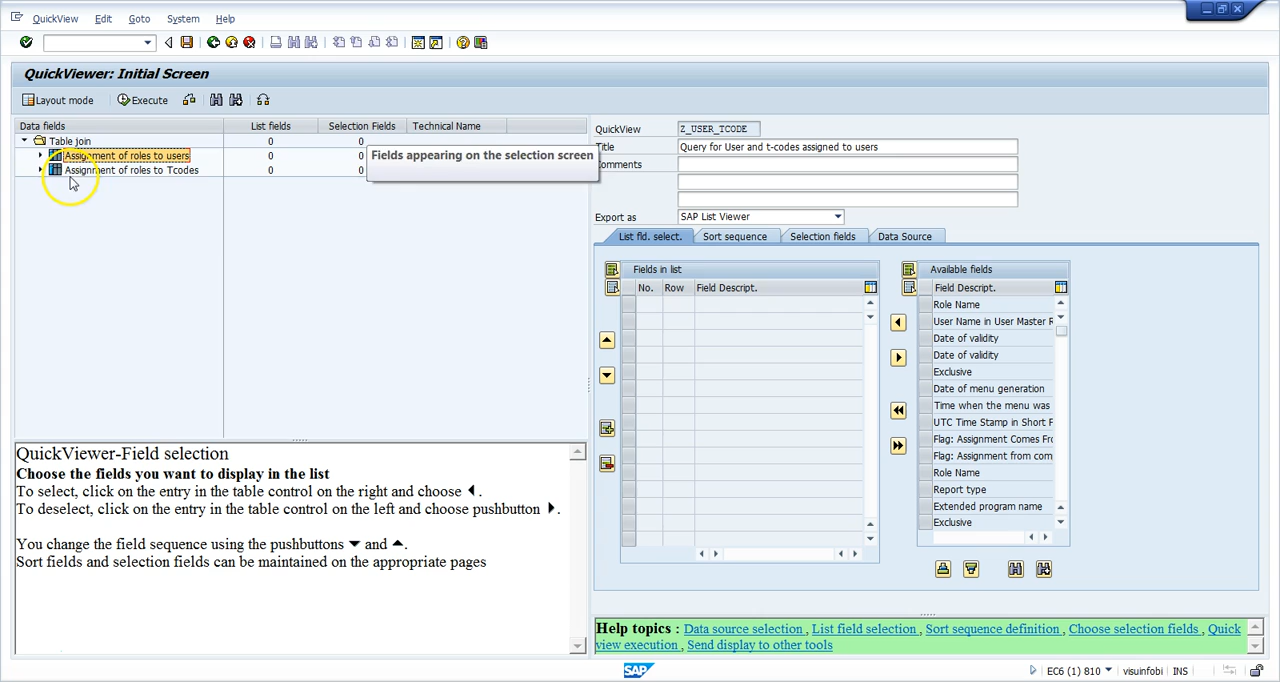 QuickView Edit Goto System Help
QuickViewer: Initial Screen
Layout mode Execute
Data fields List fields Selection Fields Technical Name
Table join 0 0
Assignment of roles to users 0 0
Assignment of roles to Tcodes 0 0
Fields appearing on the selection screen
QuickView Z_USER_TCODE
Title Query for User and t-codes assigned to users
omments
Export as SAP List Viewer
List fld. select. Sort sequence Selection fields Data Source
Fields in list
No. Row Field Descript.
Available fields
Field Descript.
Role Name
User Name in User Master R
Date of validity
Date of validity
Exclusive
Date of menu generation
Time when the menu was
UTC Time Stamp in Short F
Flag: Assignment Comes Fro
Flag: Assignment from com
Role Name
Report type
Extended program name
Exclusive
QuickViewer-Field selection
Choose the fields you want to display in the list
To select, click on the entry in the table control on the right and choose ◀.
To deselect, click on the entry in the table control on the left and choose pushbutton ▶.
You change the field sequence using the pushbuttons ▼ and ▲.
Sort fields and selection fields can be maintained on the appropriate pages
Help topics : Data source selection , List field selection , Sort sequence definition , Choose selection fields , Quick
view execution , Send display to other tools
SAP
EC6 (1) 810 visuinfobi INS